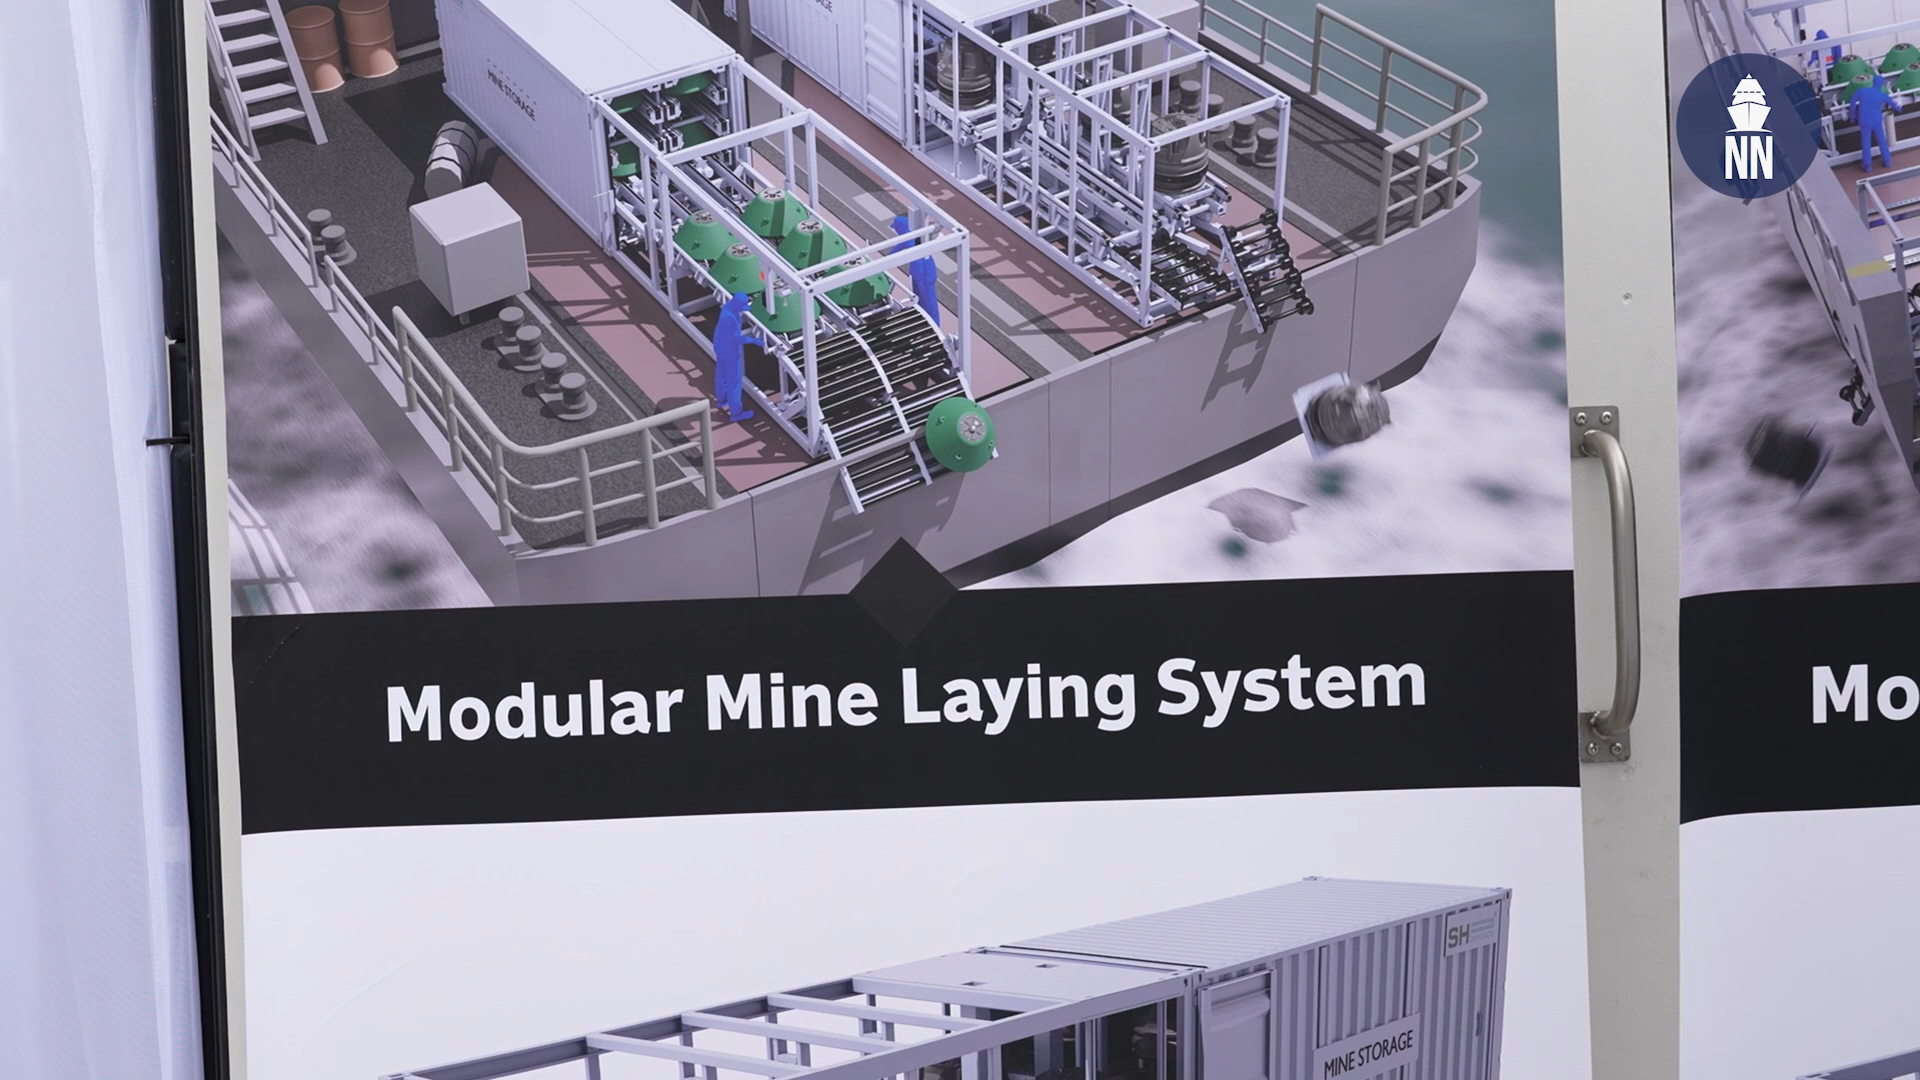 MINE STORAGE
NN
Modular Mine Laying System
Mo
SH
MINE STORAGE